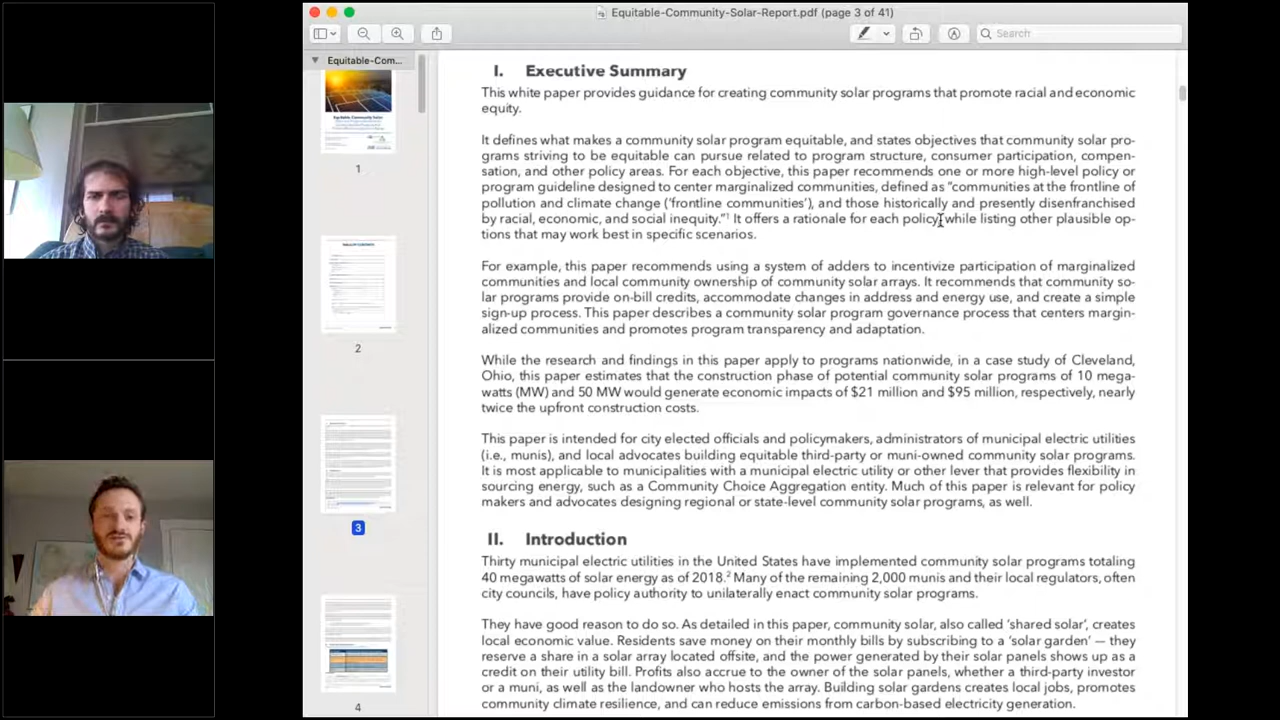 Equitable-Community-Solar-Report.pdf (page 3 of 41)
Search
Equitable-Com...
1
2
3
4
I. Executive Summary
This white paper provides guidance for creating community solar programs that promote racial and economic
equity.
It defines what makes a community solar program equitable, and states objectives that community solar pro-
grams striving to be equitable can pursue related to program structure, consumer participation, compen-
sation, and other policy areas. For each objective, this paper recommends one or more high-level policy or
program guideline designed to center marginalized communities, defined as "communities at the frontline of
pollution and climate change ('frontline communities'), and those historically and presently disenfranchised
by racial, economic, and social inequity."1 It offers a rationale for each policy, while listing other plausible op-
tions that may work best in specific scenarios.
For example, this paper recommends using a system of adders to incentivize participation of marginalized
communities and local community ownership of community solar arrays. It recommends that community so-
lar programs provide on-bill credits, accommodate changes in address and energy use, and create a simple
sign-up process. This paper describes a community solar program governance process that centers margin-
alized communities and promotes program transparency and adaptation.
While the research and findings in this paper apply to programs nationwide, in a case study of Cleveland,
Ohio, this paper estimates that the construction phase of potential community solar programs of 10 mega-
watts (MW) and 50 MW would generate economic impacts of $21 million and $95 million, respectively, nearly
twice the upfront construction costs.
This paper is intended for city elected officials and policymakers, administrators of municipal electric utilities
(i.e., munis), and local advocates building equitable third-party or muni-owned community solar programs.
It is most applicable to municipalities with a municipal electric utility or other lever that provides flexibility in
sourcing energy, such as a Community Choice Aggregation entity. Much of this paper is relevant for policy
makers and advocates designing regional or state-level community solar programs, as well.
II. Introduction
Thirty municipal electric utilities in the United States have implemented community solar programs totaling
40 megawatts of solar energy as of 2018.2 Many of the remaining 2,000 munis and their local regulators, often
city councils, have policy authority to unilaterally enact community solar programs.
They have good reason to do so. As detailed in this paper, community solar, also called 'shared solar', creates
local economic value. Residents save money on monthly bills by subscribing to a 'solar garden' — they
reserve a share in a solar array located offsite, and the power generated by their solar panels shows up as a
credit on their utility bill. Profits also accrue to the owner of the solar panels, whether a third-party investor
or a muni, as well as the landowner who hosts the array. Building solar gardens creates local jobs, promotes
community climate resilience, and can reduce emissions from carbon-based electricity generation.